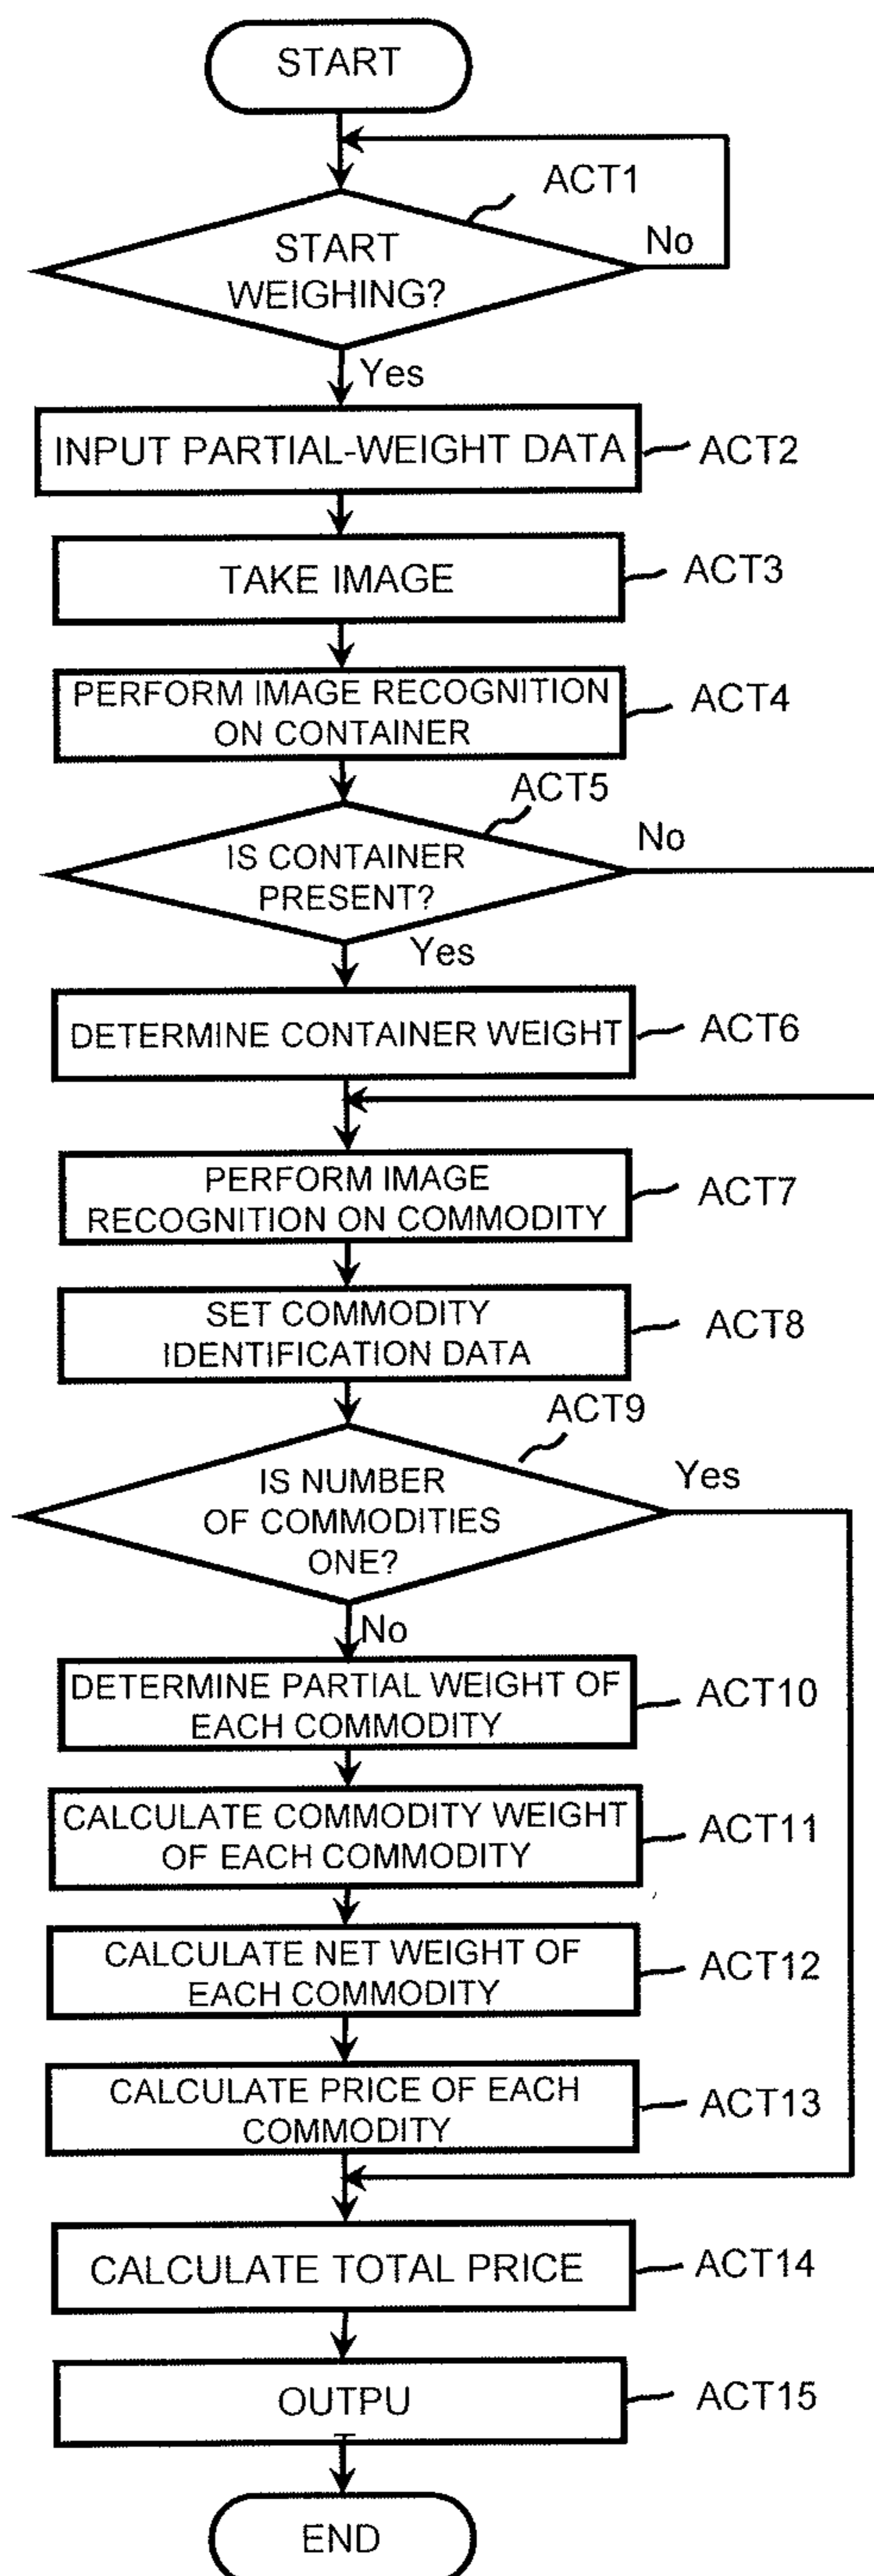 START
ACT1
START
WEIGHING?
No
Yes
INPUT PARTIAL-WEIGHT DATA
ACT2
TAKE IMAGE
ACT3
PERFORM IMAGE RECOGNITION
ON CONTAINER
ACT4
ACT5
IS CONTAINER
PRESENT?
No
Yes
DETERMINE CONTAINER WEIGHT
ACT6
PERFORM IMAGE
RECOGNITION ON COMMODITY
ACT7
SET COMMODITY
IDENTIFICATION DATA
ACT8
ACT9
IS NUMBER
OF COMMODITIES
ONE?
Yes
No
DETERMINE PARTIAL WEIGHT OF
EACH COMMODITY
ACT10
CALCULATE COMMODITY WEIGHT
OF EACH COMMODITY
ACT11
CALCULATE NET WEIGHT OF
EACH COMMODITY
ACT12
CALCULATE PRICE OF EACH
COMMODITY
ACT13
CALCULATE TOTAL PRICE
ACT14
OUTPU
T
ACT15
END